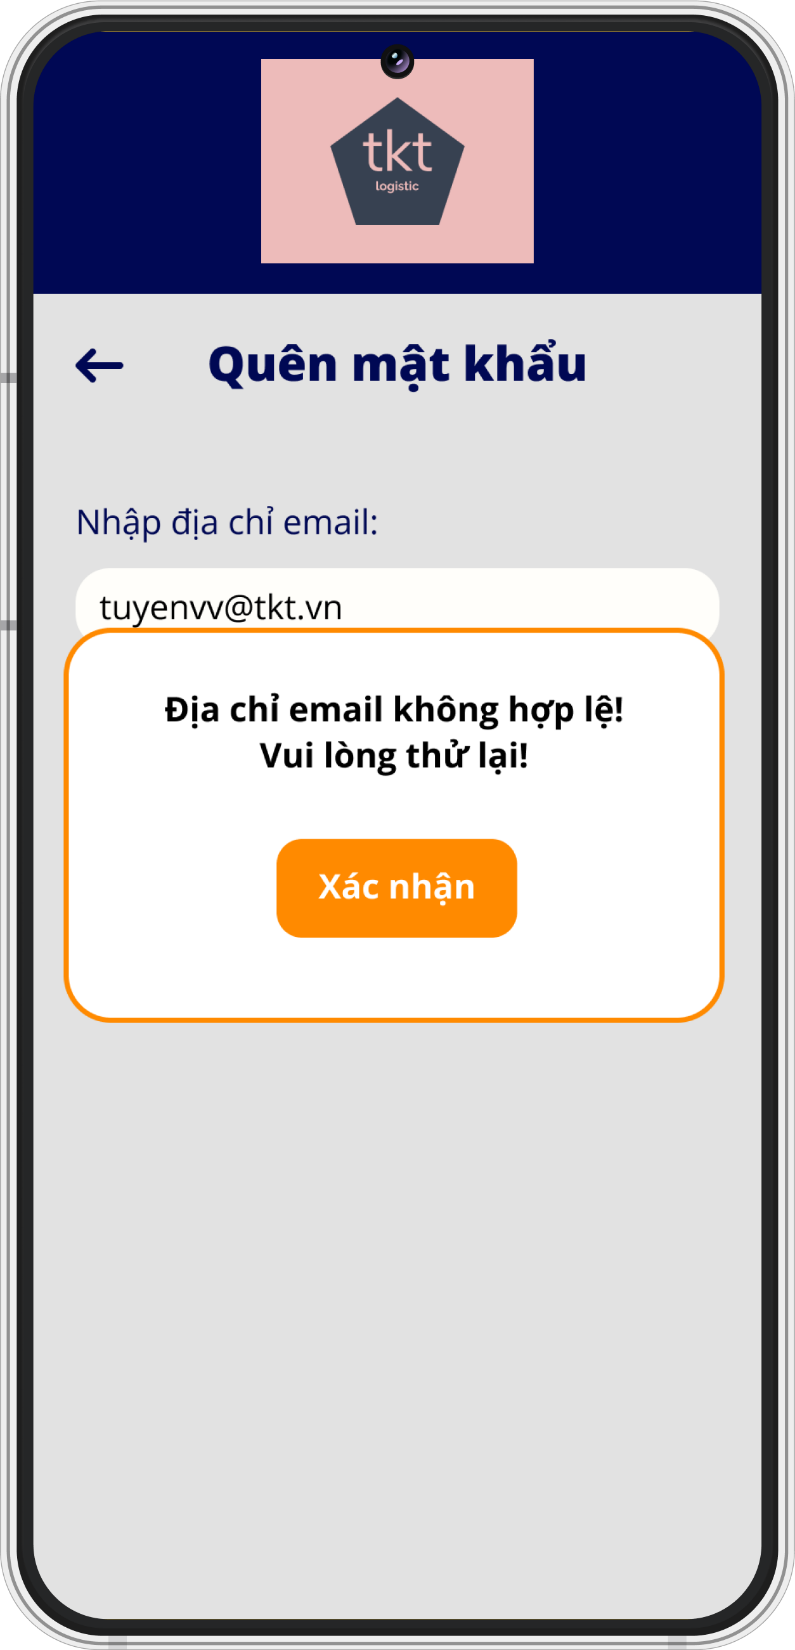 tkt
logistic
Quên mật khẩu
Nhập địa chỉ email:
tuyenvv@tkt.vn
Địa chỉ email không hợp lệ!
Vui lòng thử lại!
Xác nhận